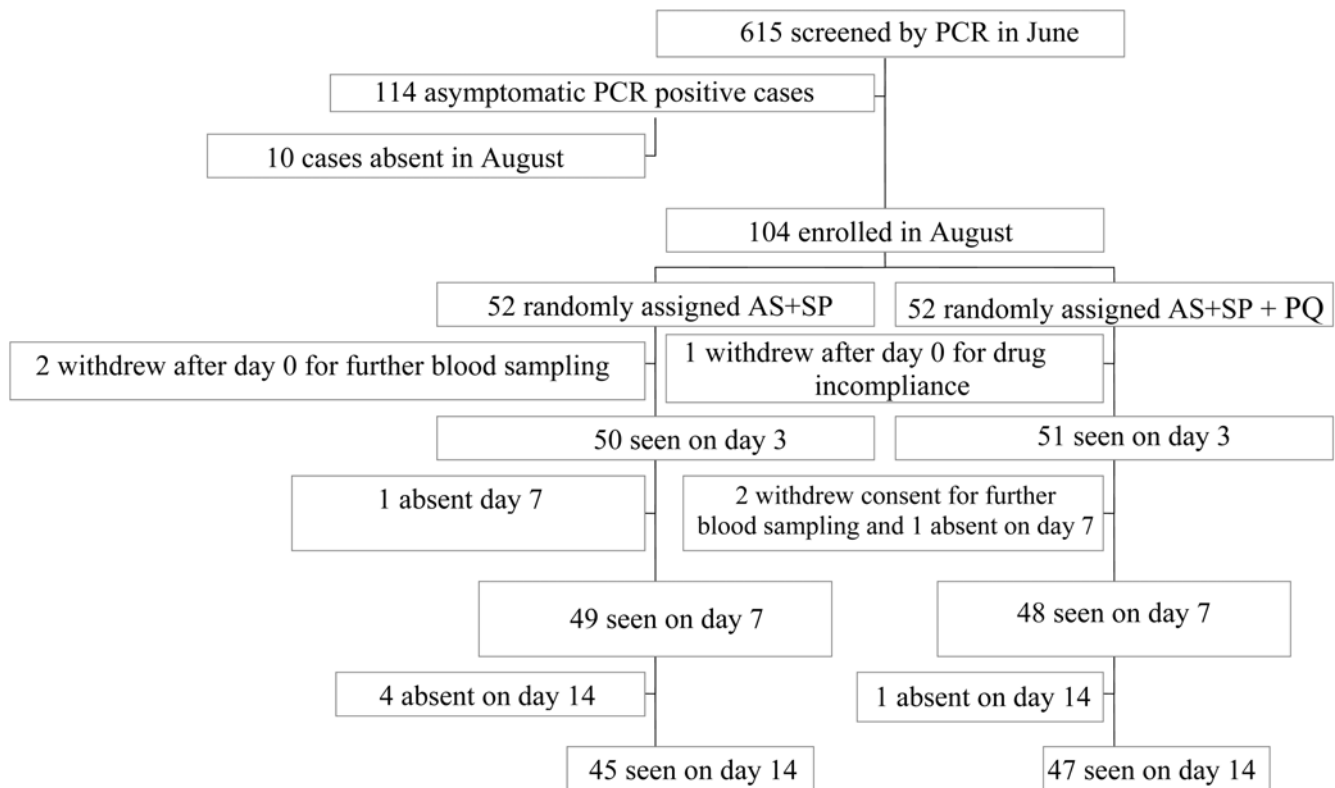 615 screened by PCR in June
114 asymptomatic PCR positive cases
10 cases absent in August
104 enrolled in August
52 randomly assigned AS+SP
52 randomly assigned AS+SP + PQ
2 withdrew after day 0 for further blood sampling
1 withdrew after day 0 for drug
incompliance
50 seen on day 3
51 seen on day 3
1 absent day 7
2 withdrew consent for further
blood sampling and 1 absent on day 7
49 seen on day 7
48 seen on day 7
4 absent on day 14
1 absent on day 14
45 seen on day 14
47 seen on day 14